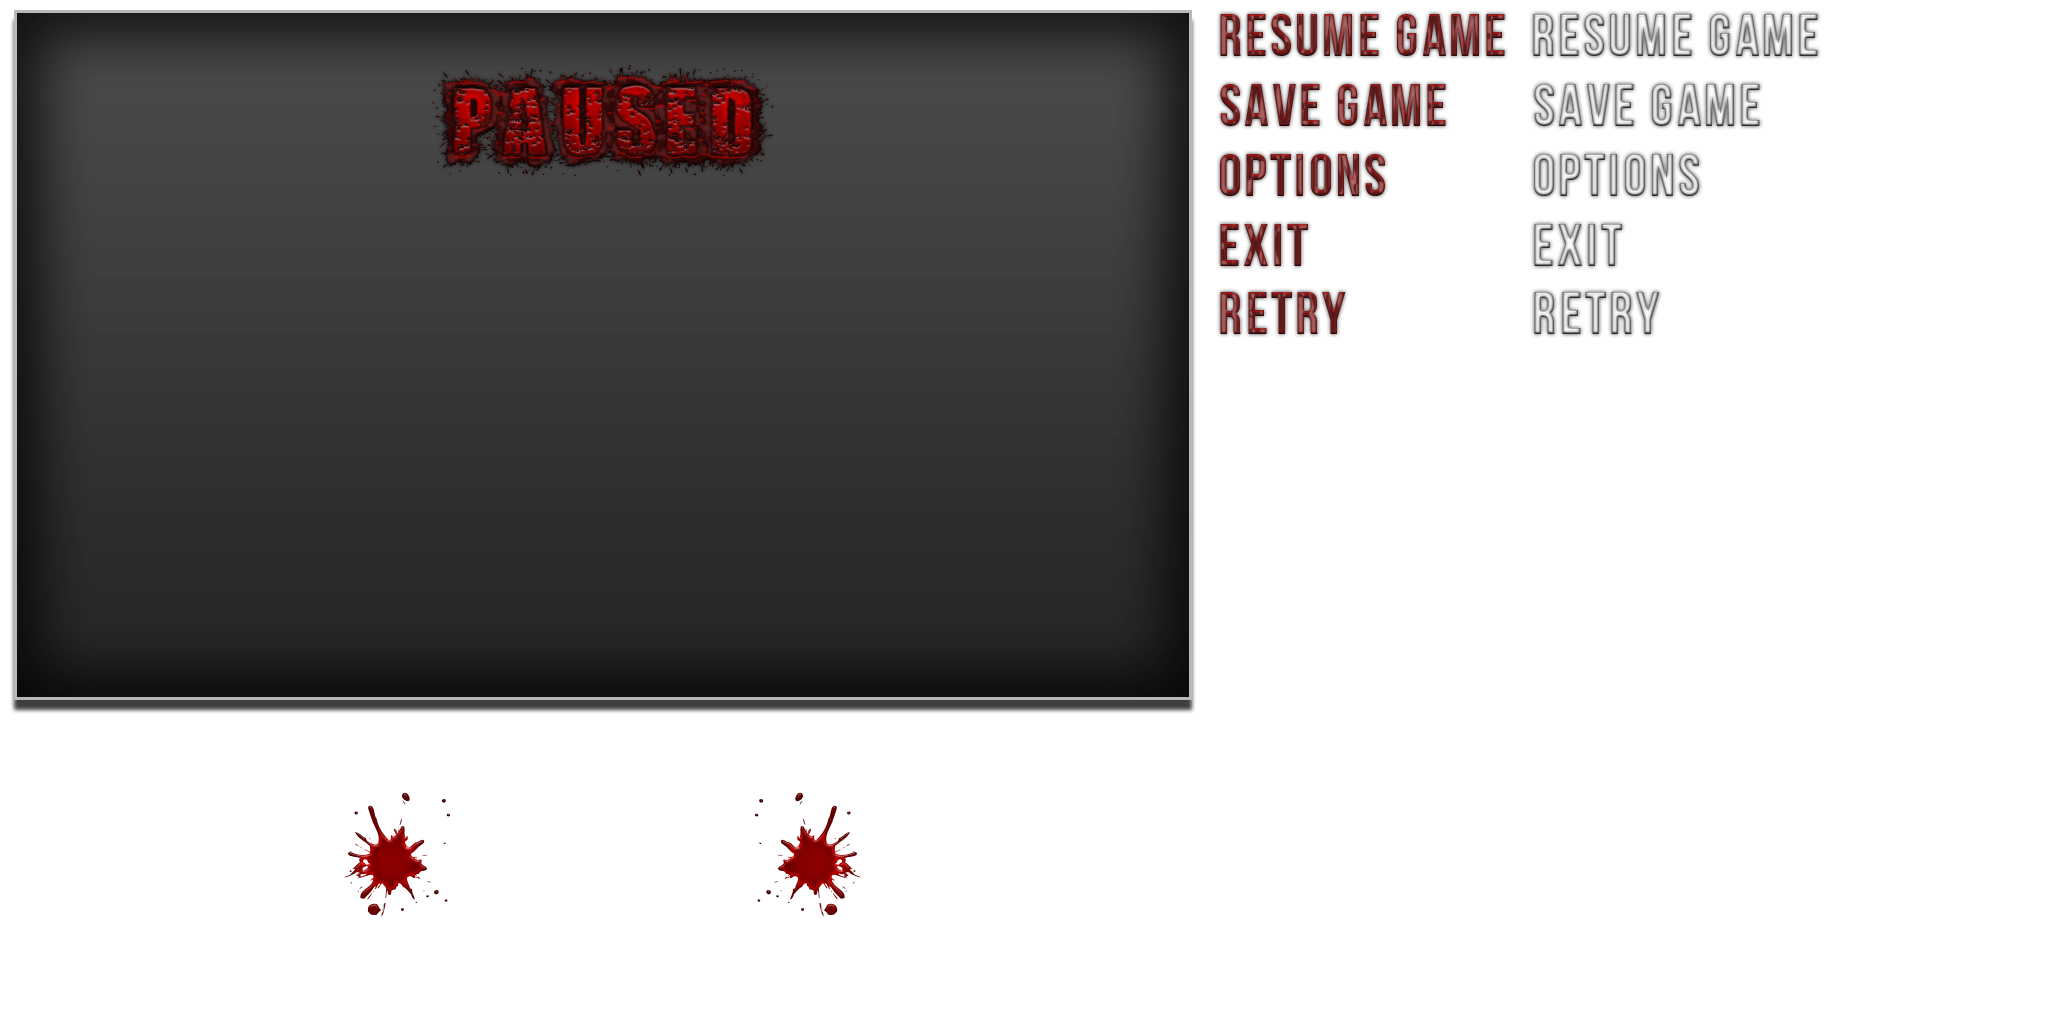 PAUSED
RESUME GAME RESUME GAME
SAVE GAME SAVE GAME
OPTIONS OPTIONS
EXIT EXIT
RETRY RETRY